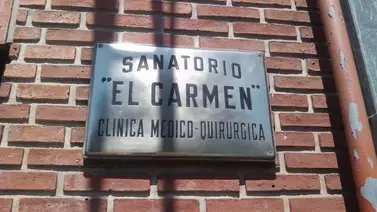 SANATORIO
"EL CARMEN"
CLINICA MEDICO-QUIRURGICA